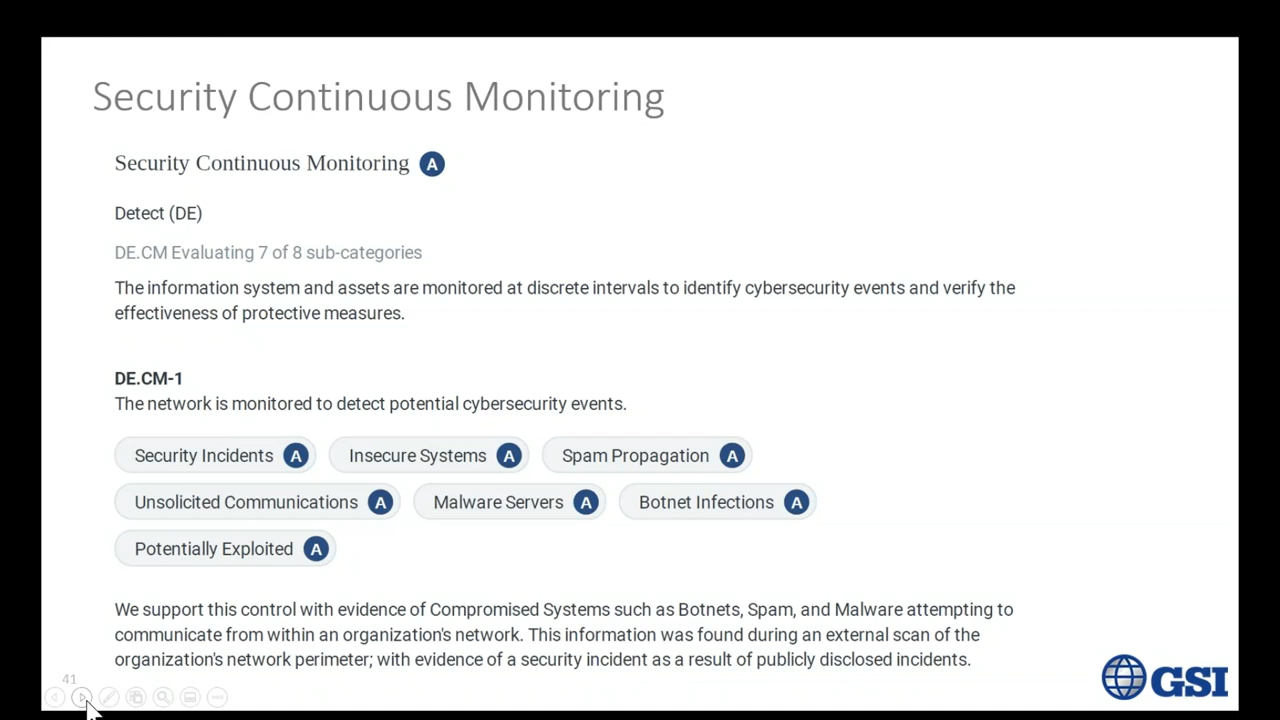 Security Continuous Monitoring
Security Continuous Monitoring A
Detect (DE)
DE.CM Evaluating 7 of 8 sub-categories
The information system and assets are monitored at discrete intervals to identify cybersecurity events and verify the
effectiveness of protective measures.
DE.CM-1
The network is monitored to detect potential cybersecurity events.
Security Incidents A Insecure Systems A Spam Propagation A
Unsolicited Communications A Malware Servers A Botnet Infections A
Potentially Exploited A
We support this control with evidence of Compromised Systems such as Botnets, Spam, and Malware attempting to
communicate from within an organization's network. This information was found during an external scan of the
organization's network perimeter; with evidence of a security incident as a result of publicly disclosed incidents.
41
GSI